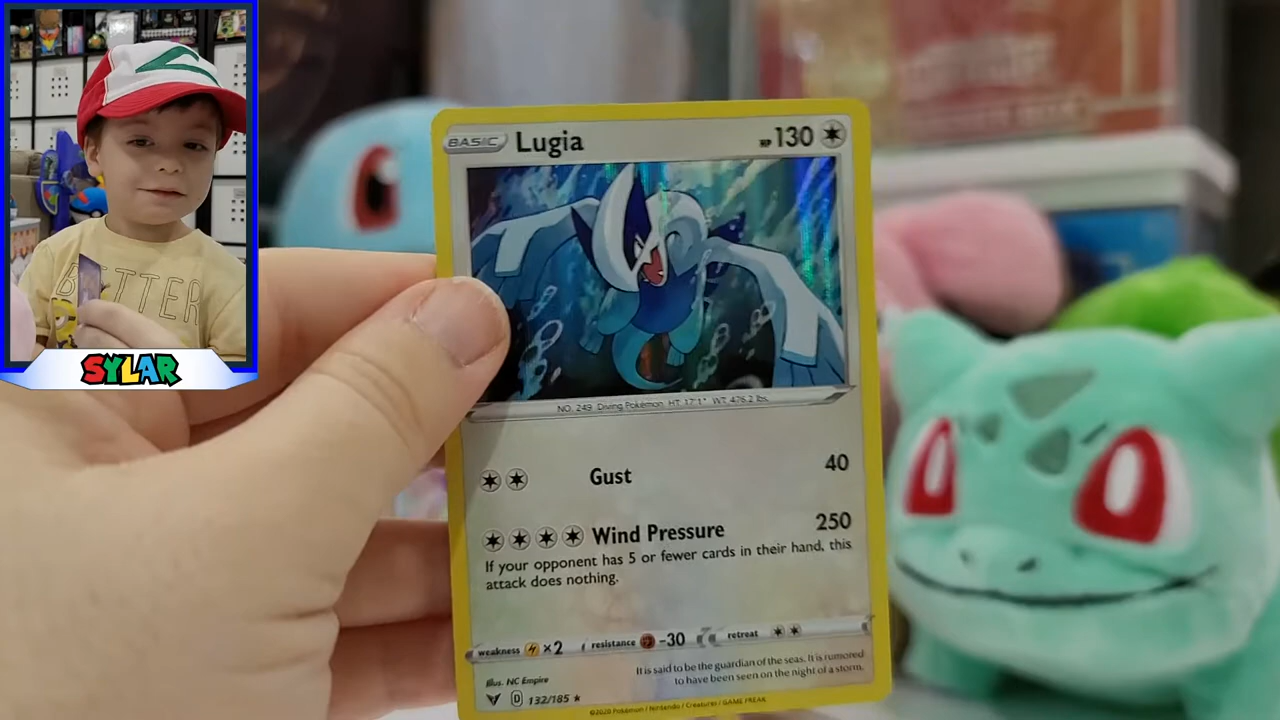 BASIC Lugia HP 130
NO. 249 Diving Pokémon HT: 17'1" WT: 476.2 lbs.
Gust 40
Wind Pressure 250
If your opponent has 5 or fewer cards in their hand, this
attack does nothing.
weakness ×2 resistance -30 retreat
It is said to be the guardian of the seas. It is rumored
to have been seen on the night of a storm.
Illus. NC Empire
D 132/185 ★
©2020 Pokémon / Nintendo / Creatures / GAME FREAK
SYLAR